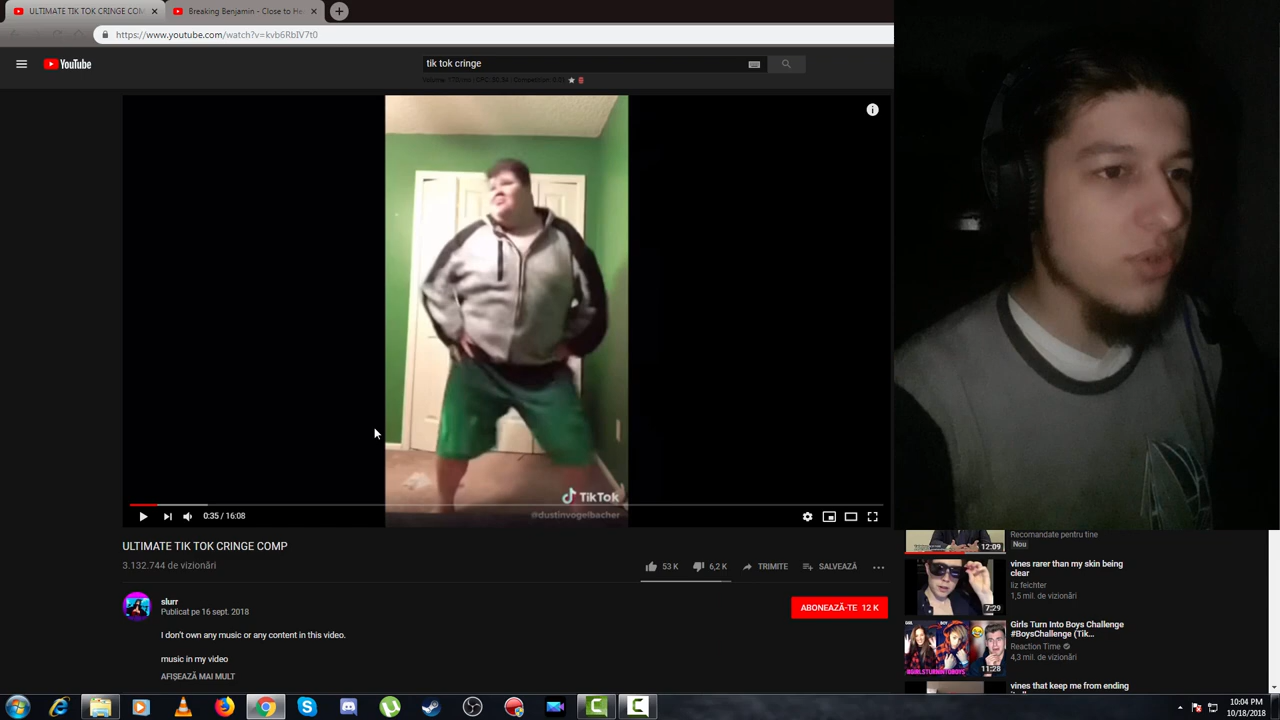 ULTIMATE TIK TOK CRINGE COM
Breaking Benjamin - Close to He
https://www.youtube.com/watch?v=kvb6RbIV7t0
YouTube
tik tok cringe
TikTok
@dustinvogelbacher
0:35 / 16:08
ULTIMATE TIK TOK CRINGE COMP
3.132.744 de vizionări
53 K
6,2 K
TRIMITE
SALVEAZĂ
slurr
Publicat pe 16 sept. 2018
ABONEAZĂ-TE 12 K
I don't own any music or any content in this video.
music in my video
AFIȘEAZĂ MAI MULT
Recomandate pentru tine
Nou
12:09
vines rarer than my skin being
clear
liz feichter
1,5 mil. de vizionări
7:29
Girls Turn Into Boys Challenge
#BoysChallenge (Tik...
Reaction Time
4,3 mil. de vizionări
#GIRLSTURNINTOBOYS
11:28
vines that keep me from ending
10:04 PM
10/18/2018